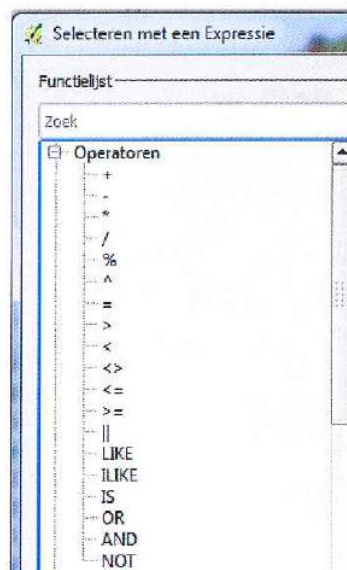 Selecteren met een Expressie
Functielijst
Zoek
Operatoren
+
-
*
/
%
^
=
>
<
<>
<=
>=
||
LIKE
ILIKE
IS
OR
AND
NOT